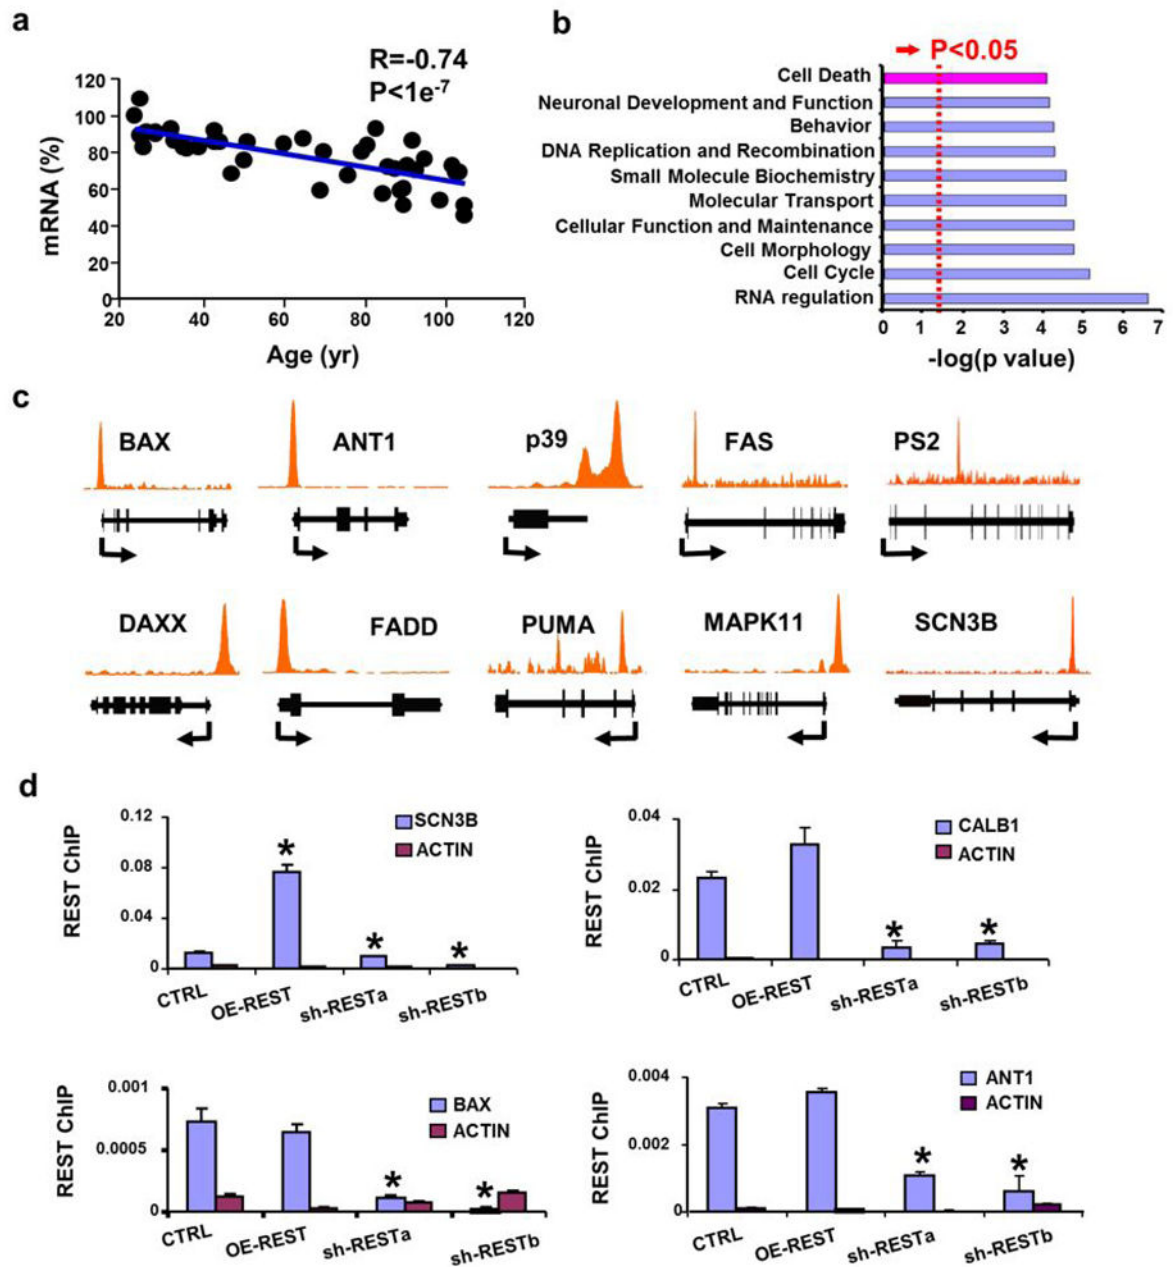 a
R=-0.74
P<1e-7
120
100
80
60
40
20
0
mRNA (%)
20 40 60 80 100 120
Age (yr)
b
P<0.05
Cell Death
Neuronal Development and Function
Behavior
DNA Replication and Recombination
Small Molecule Biochemistry
Molecular Transport
Cellular Function and Maintenance
Cell Morphology
Cell Cycle
RNA regulation
0 1 2 3 4 5 6 7
-log(p value)
c
BAX ANT1 p39 FAS PS2
DAXX FADD PUMA MAPK11 SCN3B
d
REST ChIP
0.12
0.08
0.04
0
SCN3B
ACTIN
*
*
*
CTRL OE-REST sh-RESTa sh-RESTb
REST ChIP
0.04
0.02
0
CALB1
ACTIN
*
*
CTRL OE-REST sh-RESTa sh-RESTb
REST ChIP
0.001
0.0005
0
BAX
ACTIN
*
*
CTRL OE-REST sh-RESTa sh-RESTb
REST ChIP
0.004
0.002
0
ANT1
ACTIN
*
*
CTRL OE-REST sh-RESTa sh-RESTb